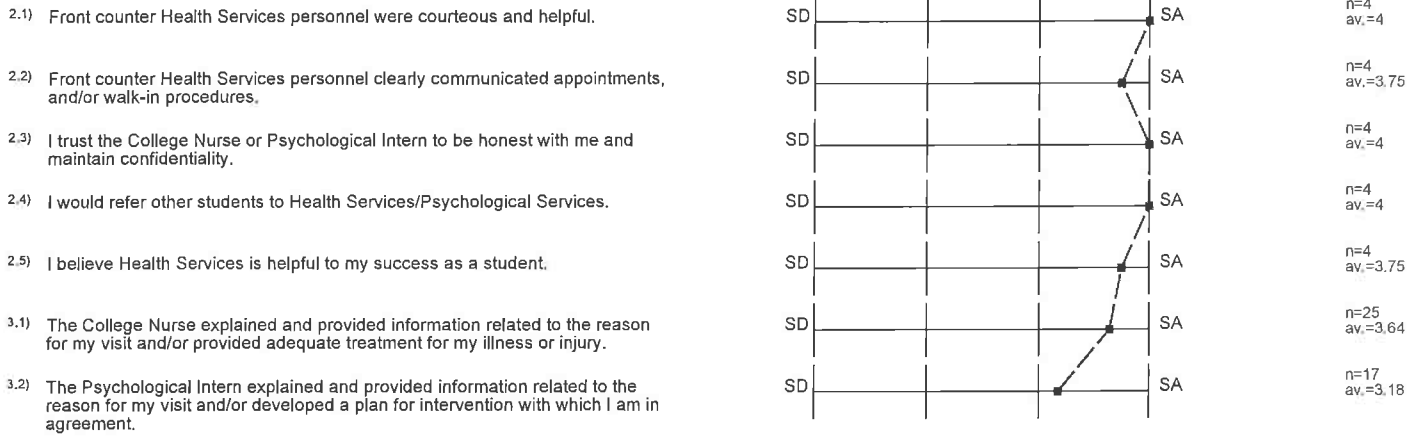 2.1) Front counter Health Services personnel were courteous and helpful. SD SA n=4
av.=4
2.2) Front counter Health Services personnel clearly communicated appointments, SD SA n=4
and/or walk-in procedures. av.=3.75
2.3) I trust the College Nurse or Psychological Intern to be honest with me and SD SA n=4
maintain confidentiality. av.=4
2.4) I would refer other students to Health Services/Psychological Services. SD SA n=4
av.=4
2.5) I believe Health Services is helpful to my success as a student. SD SA n=4
av.=3.75
3.1) The College Nurse explained and provided information related to the reason SD SA n=25
for my visit and/or provided adequate treatment for my illness or injury. av.=3.64
3.2) The Psychological Intern explained and provided information related to the SD SA n=17
reason for my visit and/or developed a plan for intervention with which I am in av.=3.18
agreement.